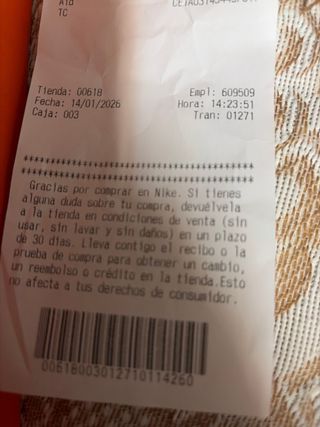 Aid
TC
Tienda: 00618 Empl: 609509
Fecha: 14/01/2026 Hora: 14:23:51
Caja: 003 Tran: 01271
Gracias por comprar en Nike. Si tienes
alguna duda sobre tu compra, devuélvela
a la tienda en condiciones de venta (sin
usar, sin lavar y sin daños) en un plazo
de 30 días. Lleva contigo el recibo o la
prueba de compra para obtener un cambio,
un reembolso o crédito en la tienda.Esto
no afecta a tus derechos de consumidor.
00618003012710114260